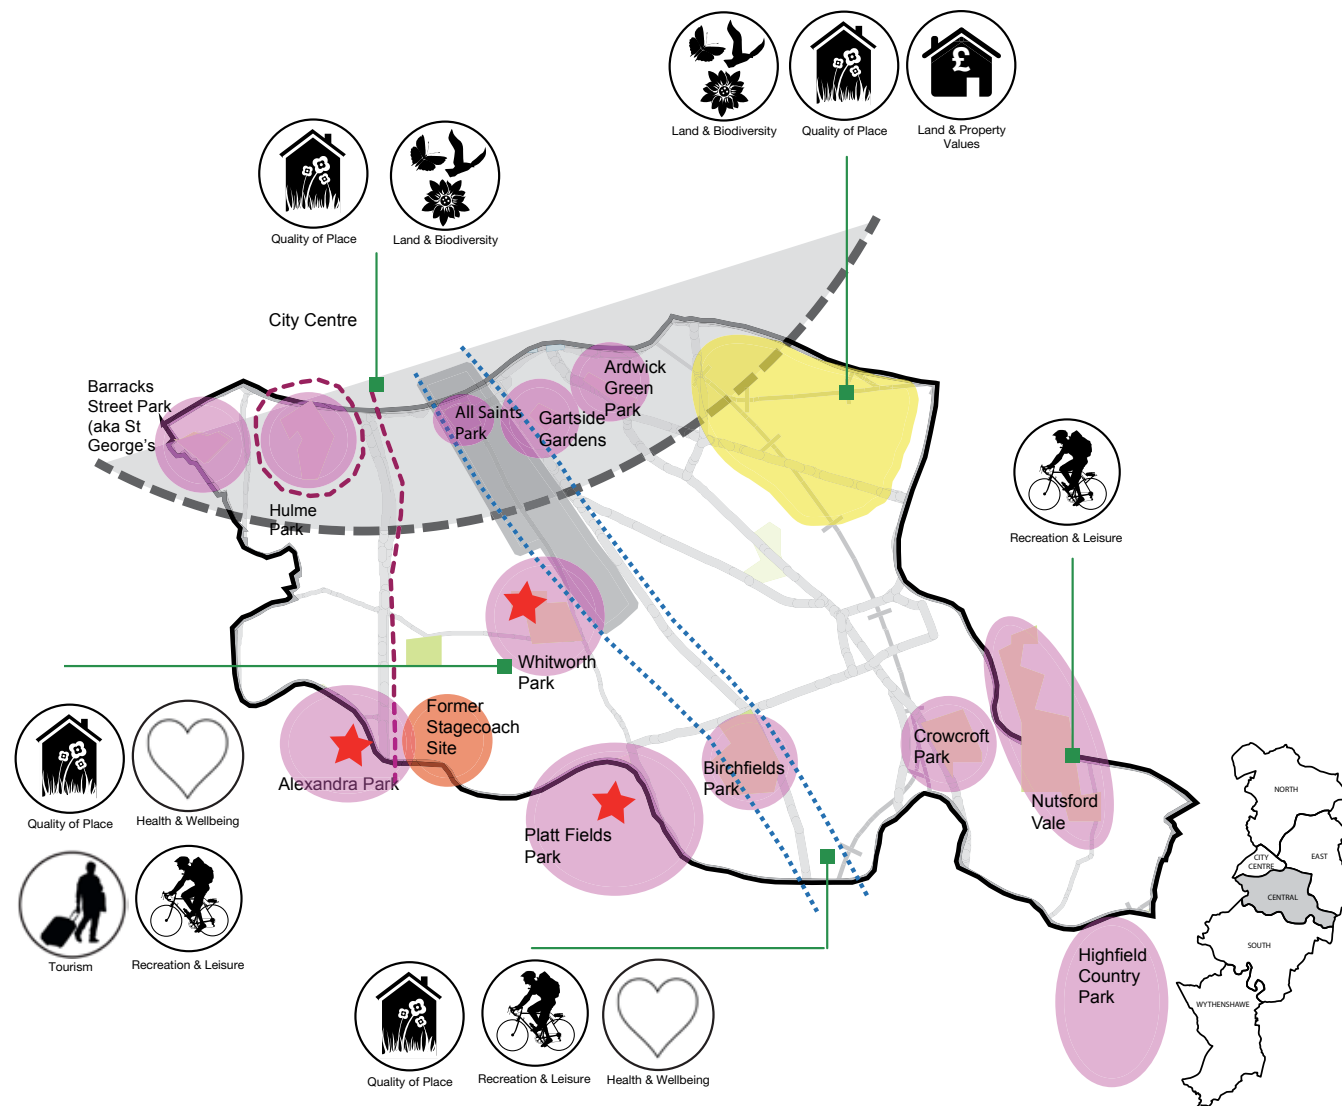 Land & Biodiversity
Quality of Place
£
Land & Property
Values
Quality of Place
Land & Biodiversity
City Centre
Barracks
Street Park
(aka St
George's
Hulme
Park
All Saints
Park
Gartside
Gardens
Ardwick
Green
Park
Recreation & Leisure
Whitworth
Park
Former
Stagecoach
Site
Alexandra Park
Platt Fields
Park
Birchfields
Park
Crowcroft
Park
Nutsford
Vale
Highfield
Country
Park
Quality of Place
Health & Wellbeing
Tourism
Recreation & Leisure
Quality of Place
Recreation & Leisure
Health & Wellbeing
NORTH
CITY
CENTRE
EAST
CENTRAL
SOUTH
WYTHENSHAWE